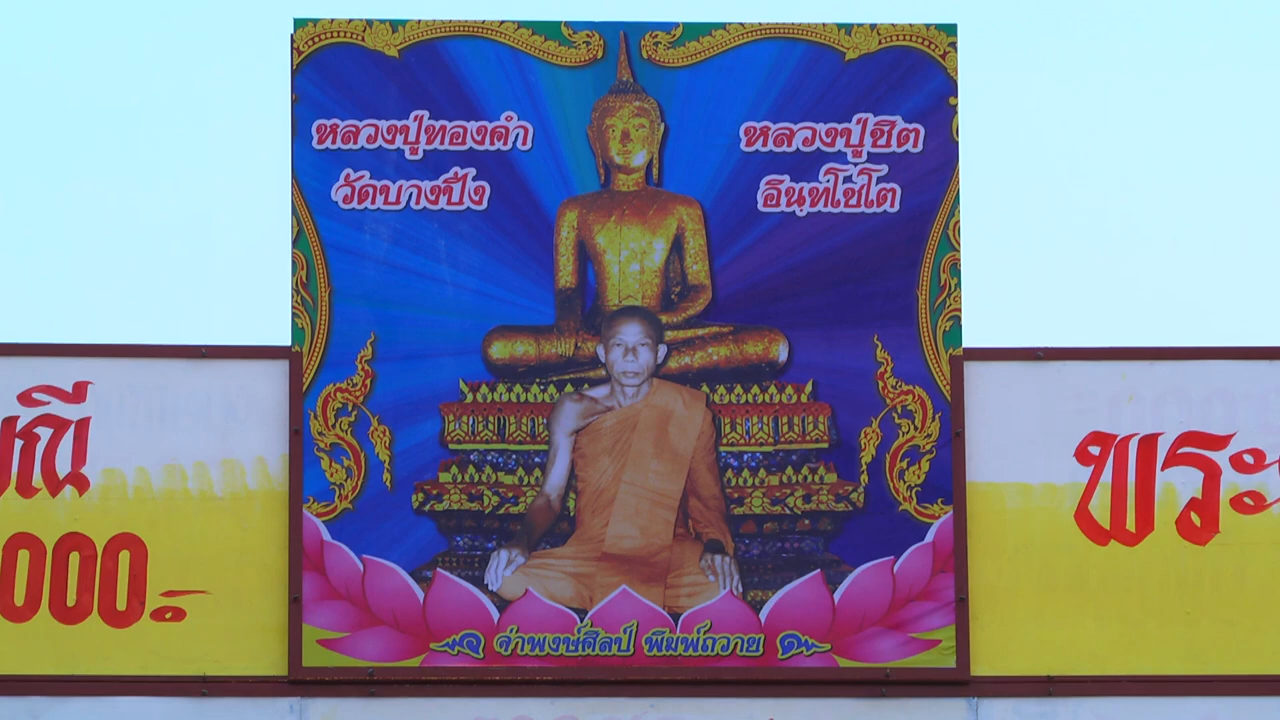 หลวงปู่ทองคำ
วัดบางปิ้ง
หลวงปู่ชิต
อินฺทโชโต
จ่าพงษ์ศิลป์ พิมพ์ถวาย
000.-
พระ